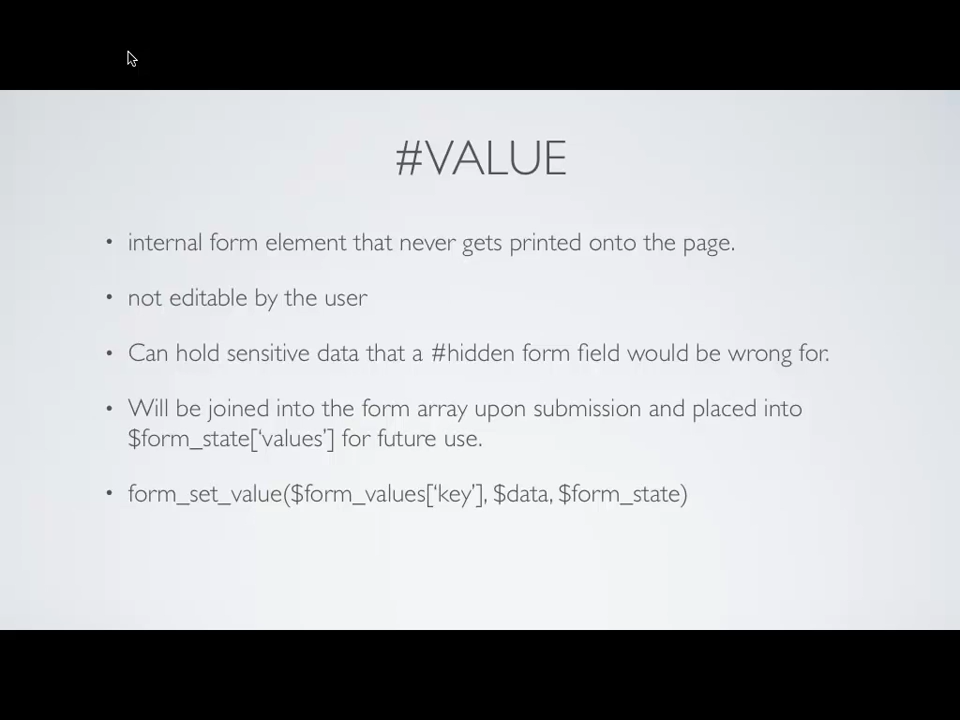 #VALUE
• internal form element that never gets printed onto the page.
• not editable by the user
• Can hold sensitive data that a #hidden form field would be wrong for.
• Will be joined into the form array upon submission and placed into
$form_state[‘values’] for future use.
• form_set_value($form_values[‘key’], $data, $form_state)